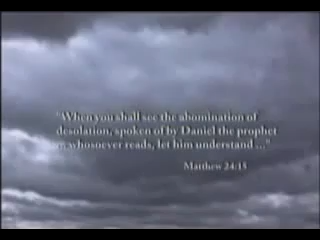 "When you shall see the abomination of
desolation, spoken of by Daniel the prophet
... whosoever reads, let him understand ..."
Matthew 24:15